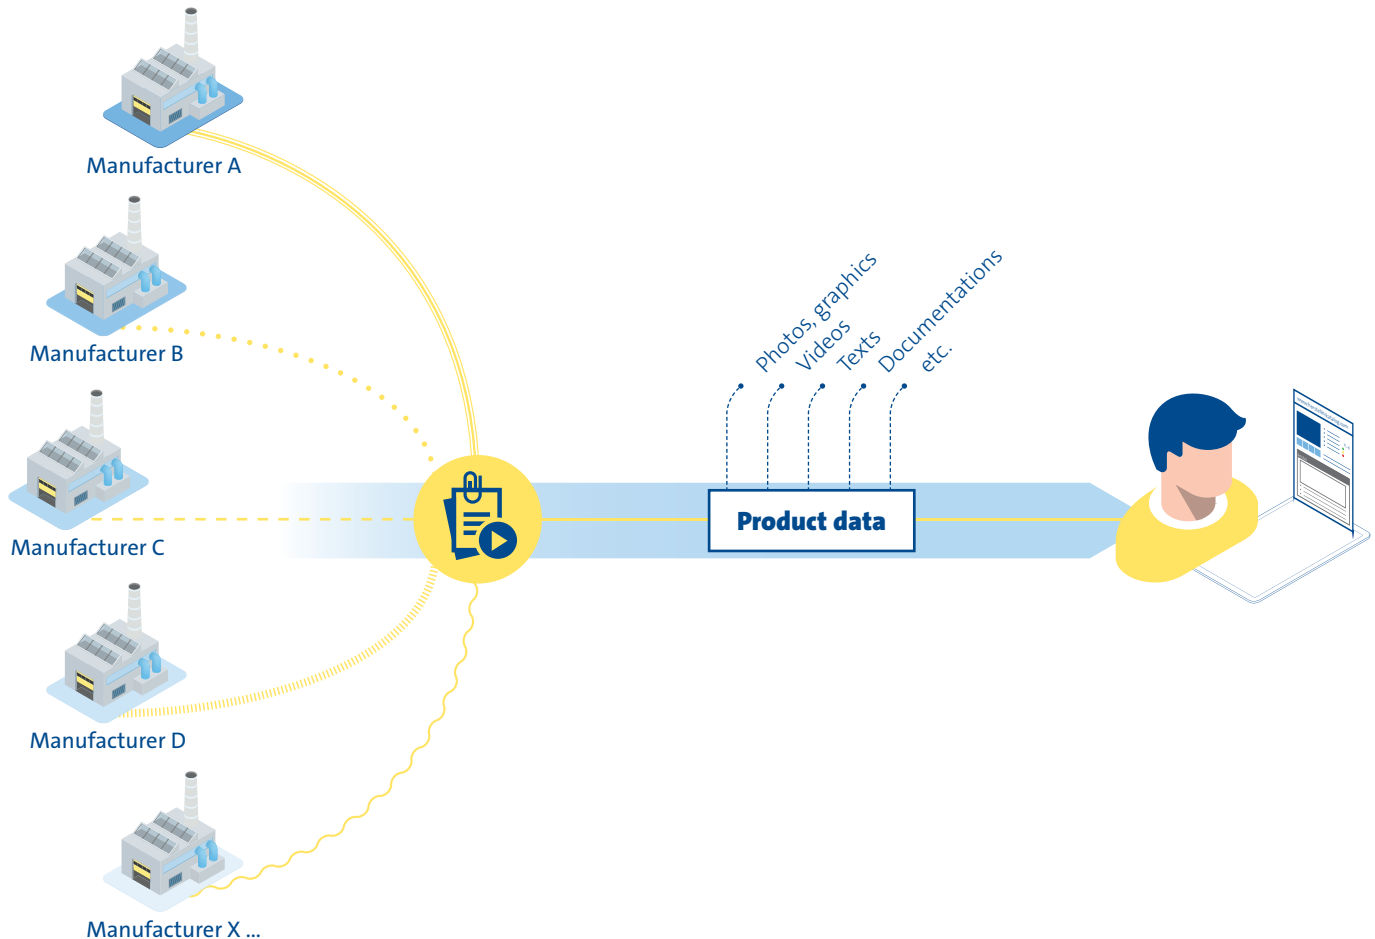 Manufacturer A
Manufacturer B
Manufacturer C
Manufacturer D
Manufacturer X ...
Photos, graphics
Videos
Texts
Documentations
etc.
Product data